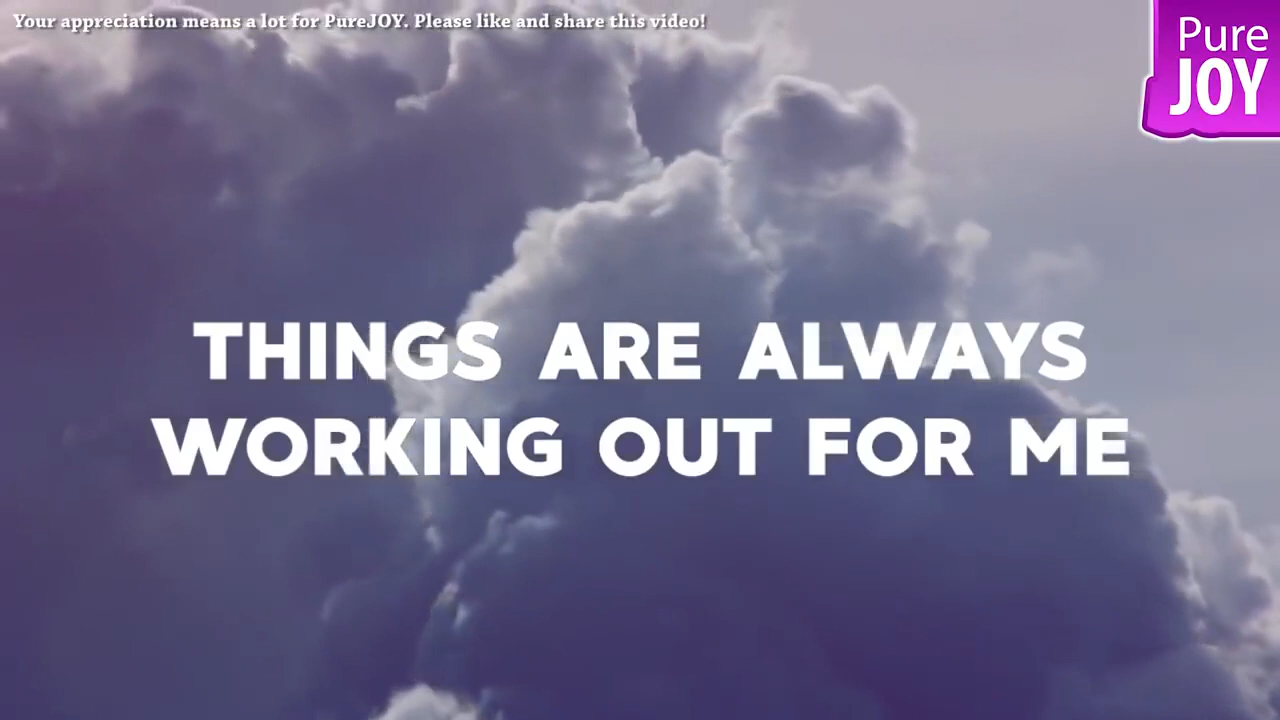 Your appreciation means a lot for PureJOY. Please like and share this video!
Pure
JOY
THINGS ARE ALWAYS
WORKING OUT FOR ME